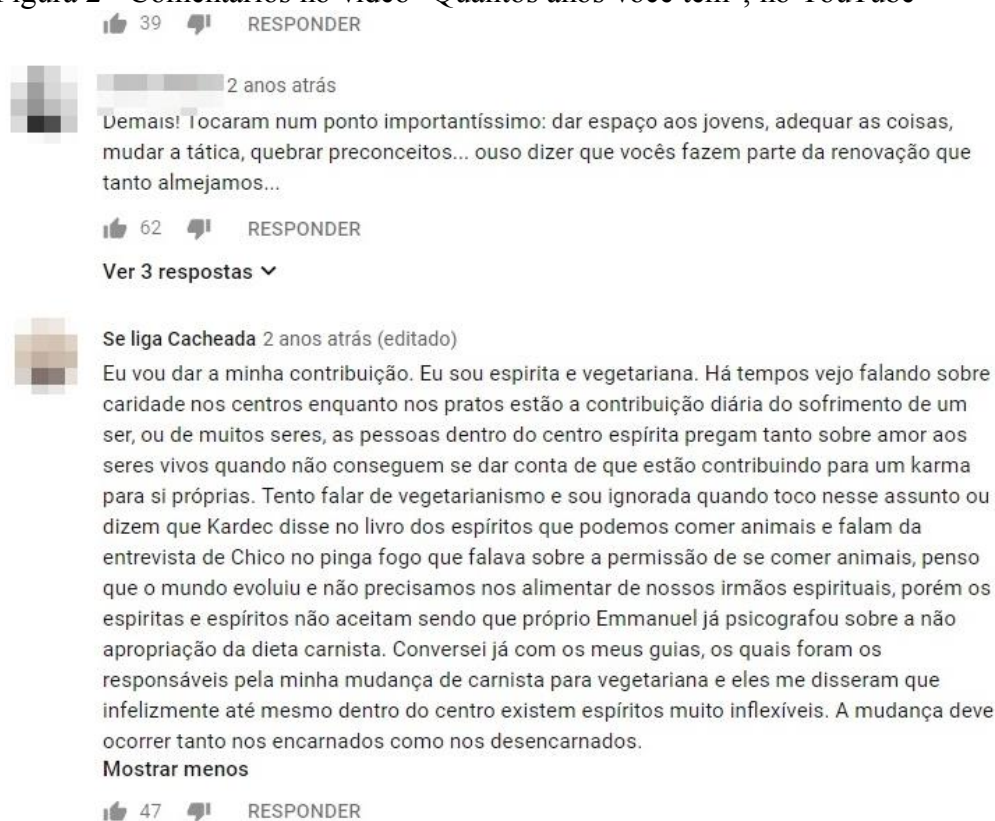 Figura 2 - Comentários no vídeo "Quantos anos você tem", no YouTube
39 RESPONDER
2 anos atrás
Demais! Tocaram num ponto importantíssimo: dar espaço aos jovens, adequar as coisas,
mudar a tática, quebrar preconceitos... ouso dizer que vocês fazem parte da renovação que
tanto almejamos...
62 RESPONDER
Ver 3 respostas
Se liga Cacheada 2 anos atrás (editado)
Eu vou dar a minha contribuição. Eu sou espirita e vegetariana. Há tempos vejo falando sobre
caridade nos centros enquanto nos pratos estão a contribuição diária do sofrimento de um
ser, ou de muitos seres, as pessoas dentro do centro espírita pregam tanto sobre amor aos
seres vivos quando não conseguem se dar conta de que estão contribuindo para um karma
para si próprias. Tento falar de vegetarianismo e sou ignorada quando toco nesse assunto ou
dizem que Kardec disse no livro dos espíritos que podemos comer animais e falam da
entrevista de Chico no pinga fogo que falava sobre a permissão de se comer animais, penso
que o mundo evoluiu e não precisamos nos alimentar de nossos irmãos espirituais, porém os
espiritas e espíritos não aceitam sendo que próprio Emmanuel já psicografou sobre a não
apropriação da dieta carnista. Conversei já com os meus guias, os quais foram os
responsáveis pela minha mudança de carnista para vegetariana e eles me disseram que
infelizmente até mesmo dentro do centro existem espíritos muito inflexíveis. A mudança deve
ocorrer tanto nos encarnados como nos desencarnados.
Mostrar menos
47 RESPONDER